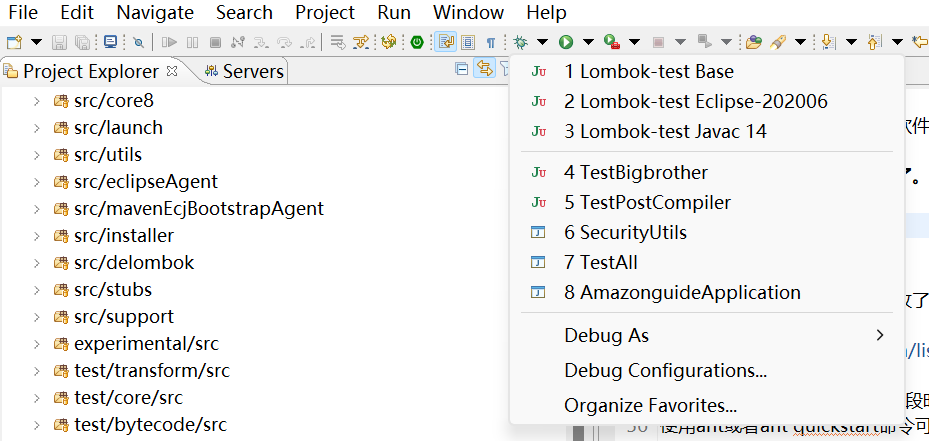 File Edit Navigate Search Project Run Window Help
Project Explorer Servers
src/core8
src/launch
src/utils
src/eclipseAgent
src/mavenEcjBootstrapAgent
src/installer
src/delombok
src/stubs
src/support
experimental/src
test/transform/src
test/core/src
test/bytecode/src
Ju 1 Lombok-test Base
Ju 2 Lombok-test Eclipse-202006
Ju 3 Lombok-test Javac 14
Ju 4 TestBigbrother
Ju 5 TestPostCompiler
J 6 SecurityUtils
J 7 TestAll
J 8 AmazonguideApplication
Debug As
Debug Configurations...
Organize Favorites...
软件
了。
了
/lis
段时
使用ant或者ant quickstart命令可